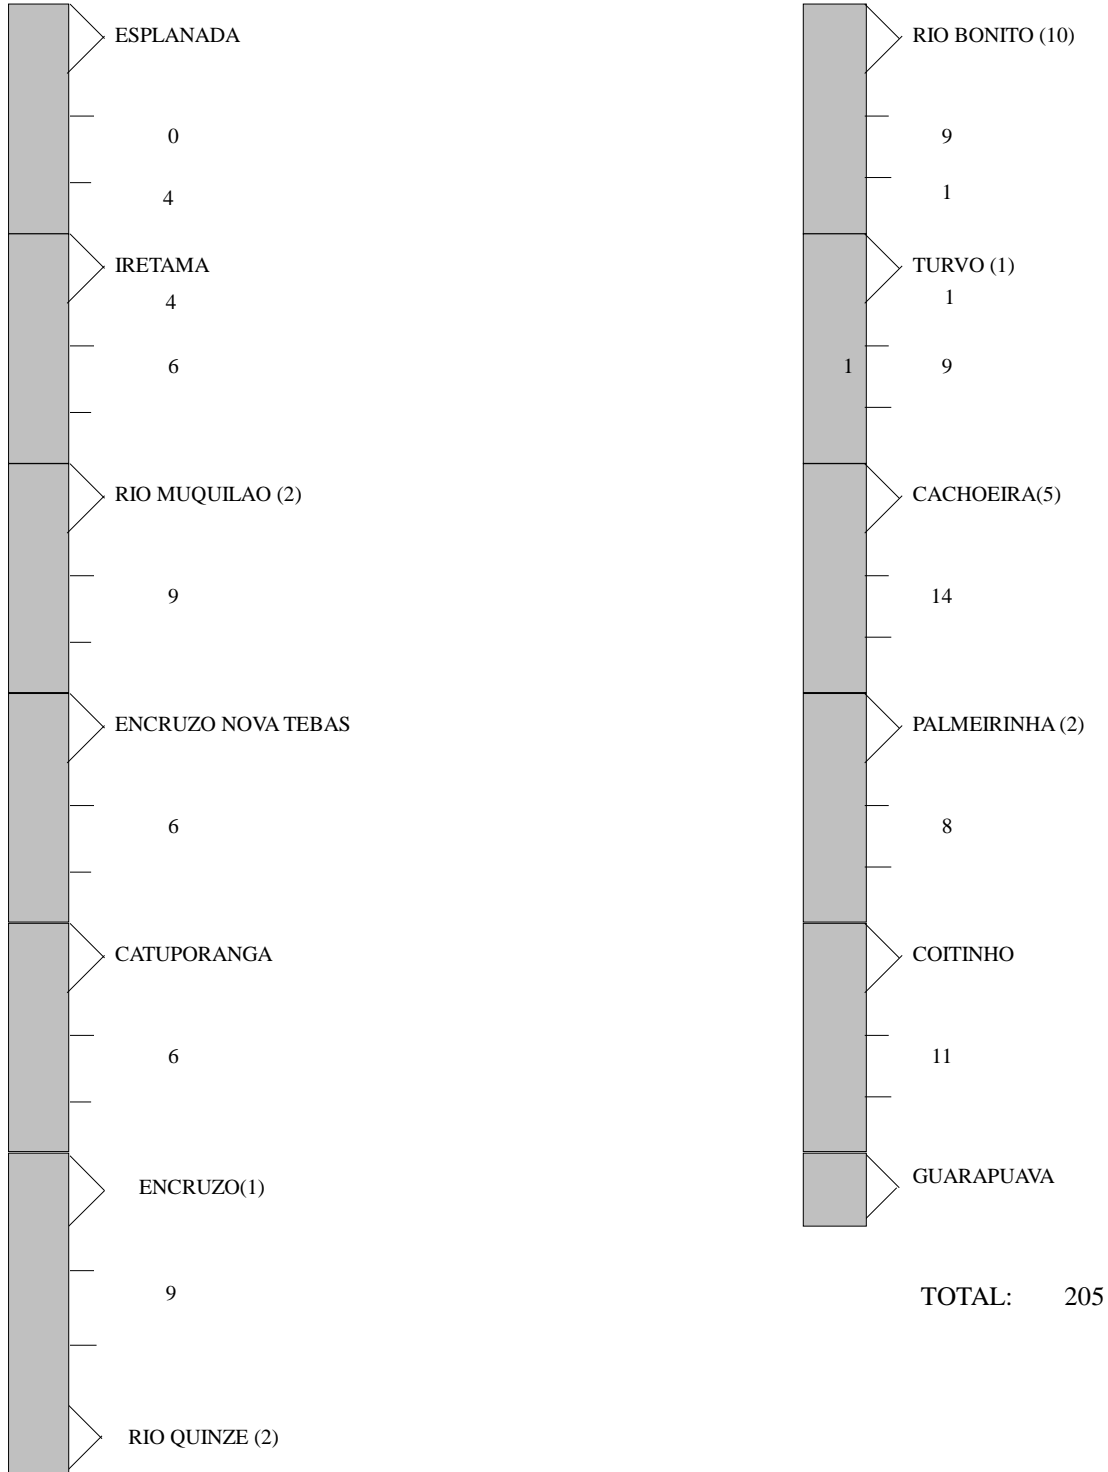 ESPLANADA
0
4
IRETAMA
4
6
RIO MUQUILAO (2)
9
ENCRUZO NOVA TEBAS
6
CATUPORANGA
6
ENCRUZO(1)
9
RIO QUINZE (2)
RIO BONITO (10)
9
1
TURVO (1)
1
1 9
CACHOEIRA(5)
14
PALMEIRINHA (2)
8
COITINHO
11
GUARAPUAVA
TOTAL: 205